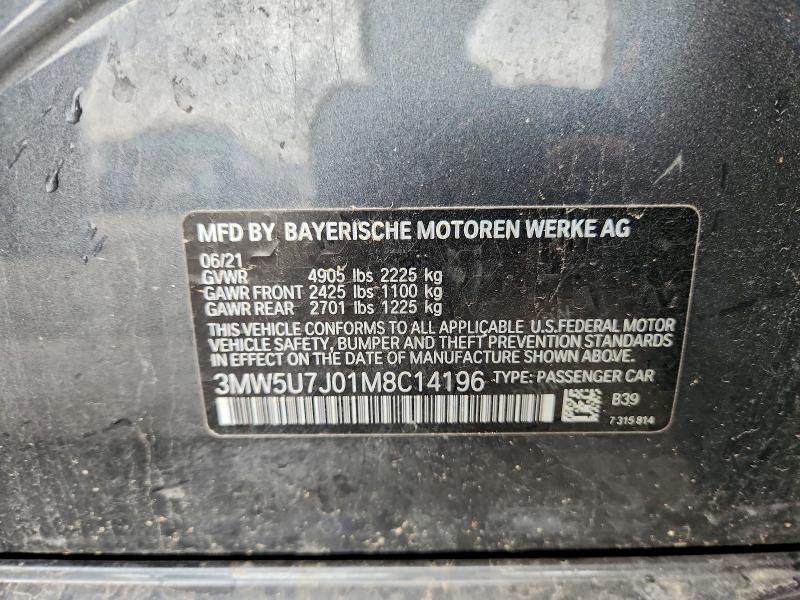 MFD BY BAYERISCHE MOTOREN WERKE AG
06/21
GVWR 4905 lbs 2225 kg
GAWR FRONT 2425 lbs 1100 kg
GAWR REAR 2701 lbs 1225 kg
THIS VEHICLE CONFORMS TO ALL APPLICABLE U.S.FEDERAL MOTOR
VEHICLE SAFETY, BUMPER AND THEFT PREVENTION STANDARDS
IN EFFECT ON THE DATE OF MANUFACTURE SHOWN ABOVE.
3MW5U7J01M8C14196 TYPE: PASSENGER CAR
B39
7 315 814